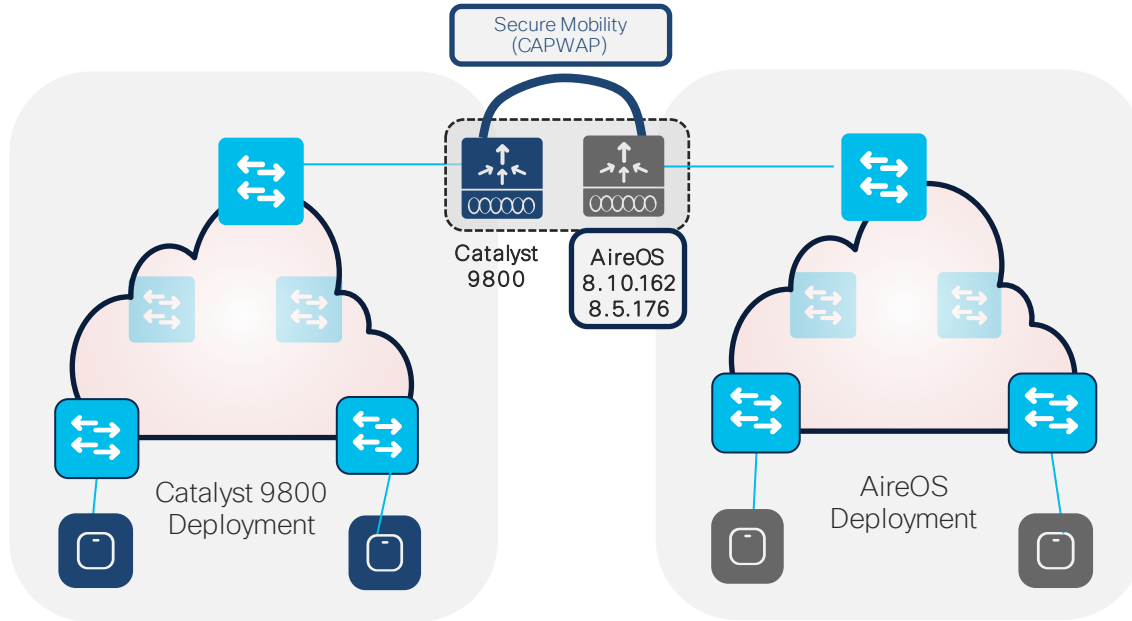 Secure Mobility
(CAPWAP)
Catalyst
9800
AireOS
8.10.162
8.5.176
Catalyst 9800
Deployment
AireOS
Deployment